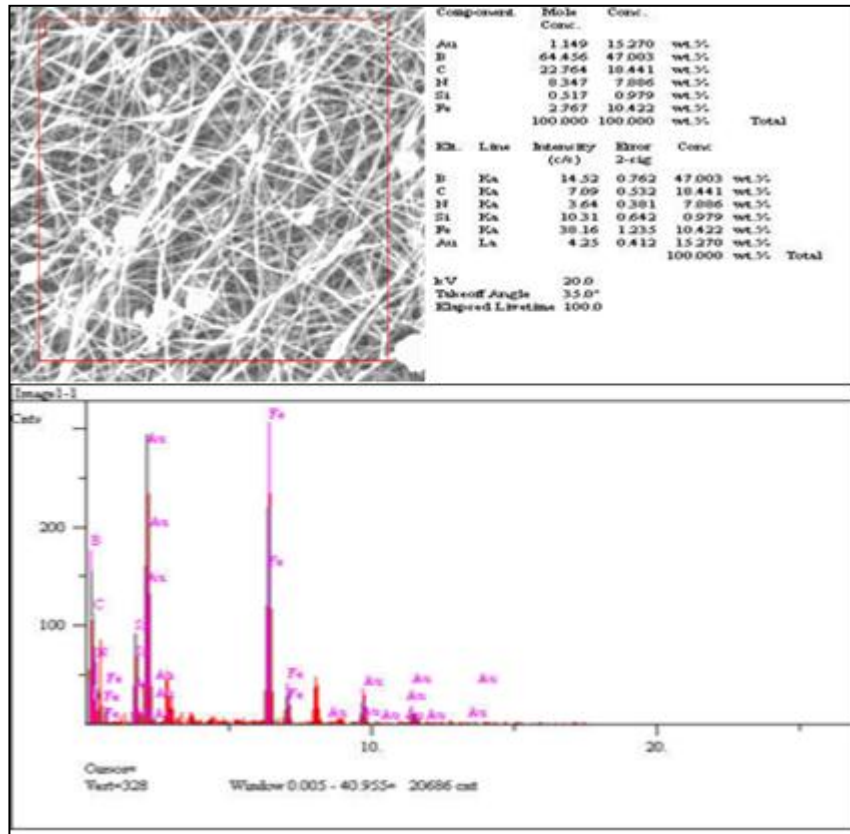 Component Mole Conc. Conc.
Au 1.149 15.270 wt.%
B 64.456 47.003 wt.%
C 22.764 18.441 wt.%
N 8.347 7.886 wt.%
Si 0.517 0.979 wt.%
Fe 2.767 10.422 wt.%
100.000 100.000 wt.% Total
Elt. Line Intensity (c/s) Error 2-sig Conc
B Ka 14.52 0.762 47.003 wt.%
C Ka 7.09 0.532 18.441 wt.%
N Ka 3.64 0.381 7.886 wt.%
Si Ka 10.31 0.642 0.979 wt.%
Fe Ka 38.16 1.235 10.422 wt.%
Au La 4.25 0.412 15.270 wt.%
100.000 wt.% Total
kV 20.0
Takeoff Angle 35.0°
Elapsed Livetime 100.0
Image1-1
Cnts
Fe
Au
B
Au
200
Fe
Au
C
100
S
Fe Fe Au Au Au Au
Fe Au Fe Au
Fe Au Au Au Au Au Au Au
10. 20.
Cursor=
Vert=328 Window 0.005 - 40.955= 20686 cnt